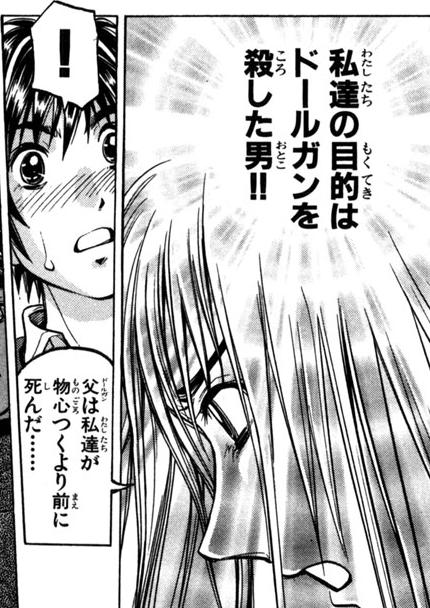 私達の目的は
ドールガンを
殺した男!!
!
父は私達が
物心つくより前に
死んだ……